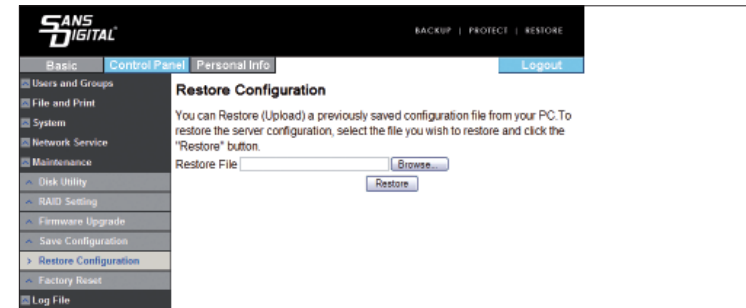 SANS DIGITAL
BACKUP | PROTECT | RESTORE
Basic Control Panel Personal Info Logout
Users and Groups
File and Print
System
Network Service
Maintenance
Disk Utility
RAID Setting
Firmware Upgrade
Save Configuration
Restore Configuration
Factory Reset
Log File
Restore Configuration
You can Restore (Upload) a previously saved configuration file from your PC.To
restore the server configuration, select the file you wish to restore and click the
"Restore" button.
Restore File Browse...
Restore